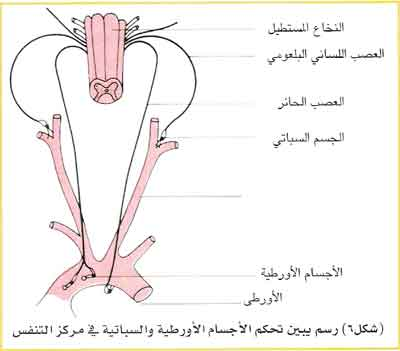 النخاع المستطيل
العصب اللساني البلعومي
العصب الحائر
الجسم السباتي
الأجسام الأورطية
الأورطى
(شكل٦) رسم يبين تحكم الأجسام الأورطية والسباتية في مركز التنفس